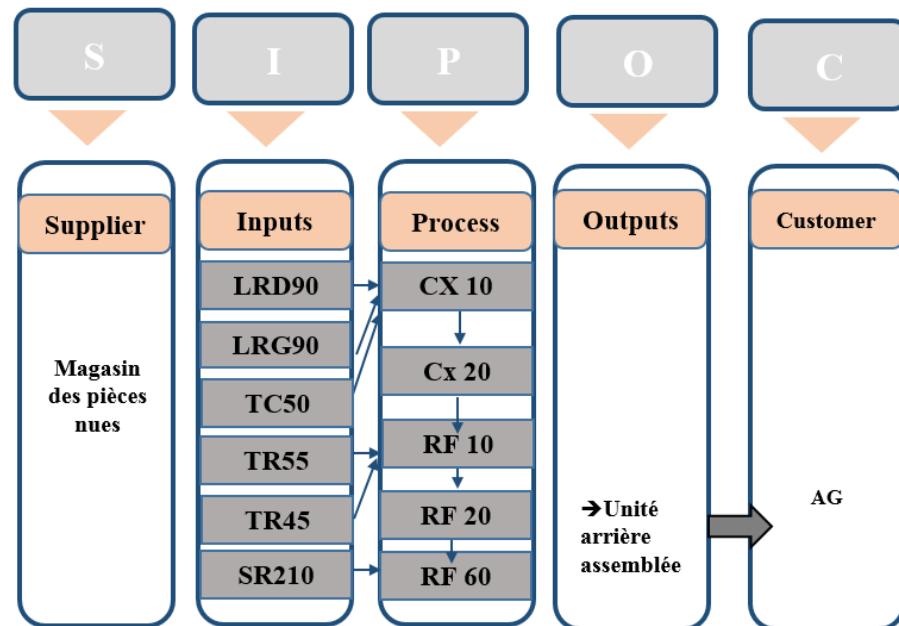 S
I
P
O
C
Supplier
Inputs
Process
Outputs
Customer
Magasin
des pièces
nues
LRD90
LRG90
TC50
TR55
TR45
SR210
CX 10
Cx 20
RF 10
RF 20
RF 60
➔Unité
arrière
assemblée
AG